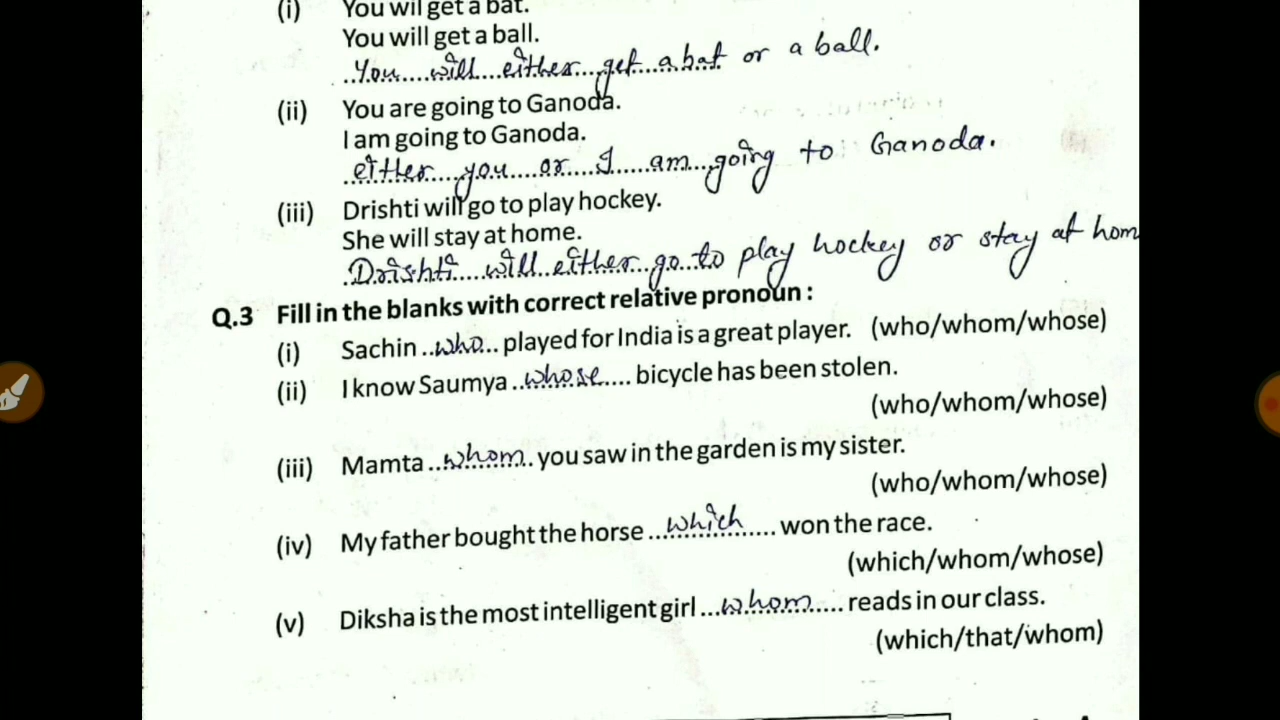 (i) You wil get a bat.
You will get a ball.
You will either get a bat or a ball.
(ii) You are going to Ganoda.
I am going to Ganoda.
either you or I am going to Ganoda.
(iii) Drishti will go to play hockey.
She will stay at home.
Drishti will either go to play hockey or stay at hom
Q.3 Fill in the blanks with correct relative pronoun :
(i) Sachin ..who... played for India is a great player. (who/whom/whose)
(ii) I know Saumya ..whose.... bicycle has been stolen.
(who/whom/whose)
(iii) Mamta ..whom.. you saw in the garden is my sister.
(who/whom/whose)
(iv) My father bought the horse ...which.... won the race.
(which/whom/whose)
(v) Diksha is the most intelligent girl ...whom.... reads in our class.
(which/that/whom)